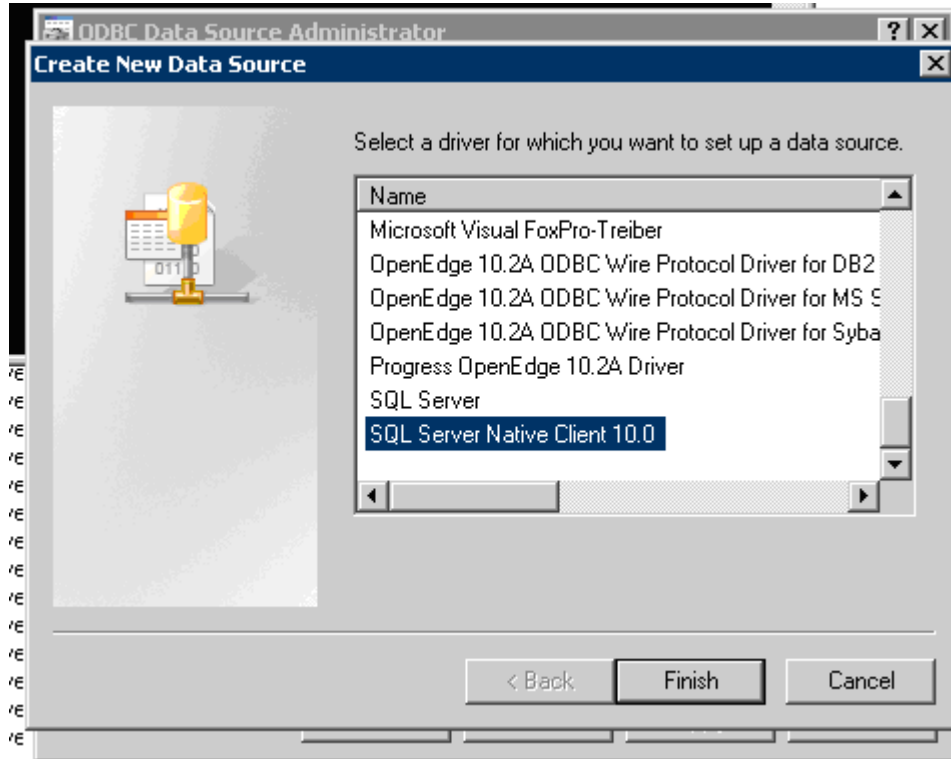 ODBC Data Source Administrator
Create New Data Source
Select a driver for which you want to set up a data source.
Name
Microsoft Visual FoxPro-Treiber
OpenEdge 10.2A ODBC Wire Protocol Driver for DB2
OpenEdge 10.2A ODBC Wire Protocol Driver for MS S
OpenEdge 10.2A ODBC Wire Protocol Driver for Syba
Progress OpenEdge 10.2A Driver
SQL Server
SQL Server Native Client 10.0
011
< Back
Finish
Cancel